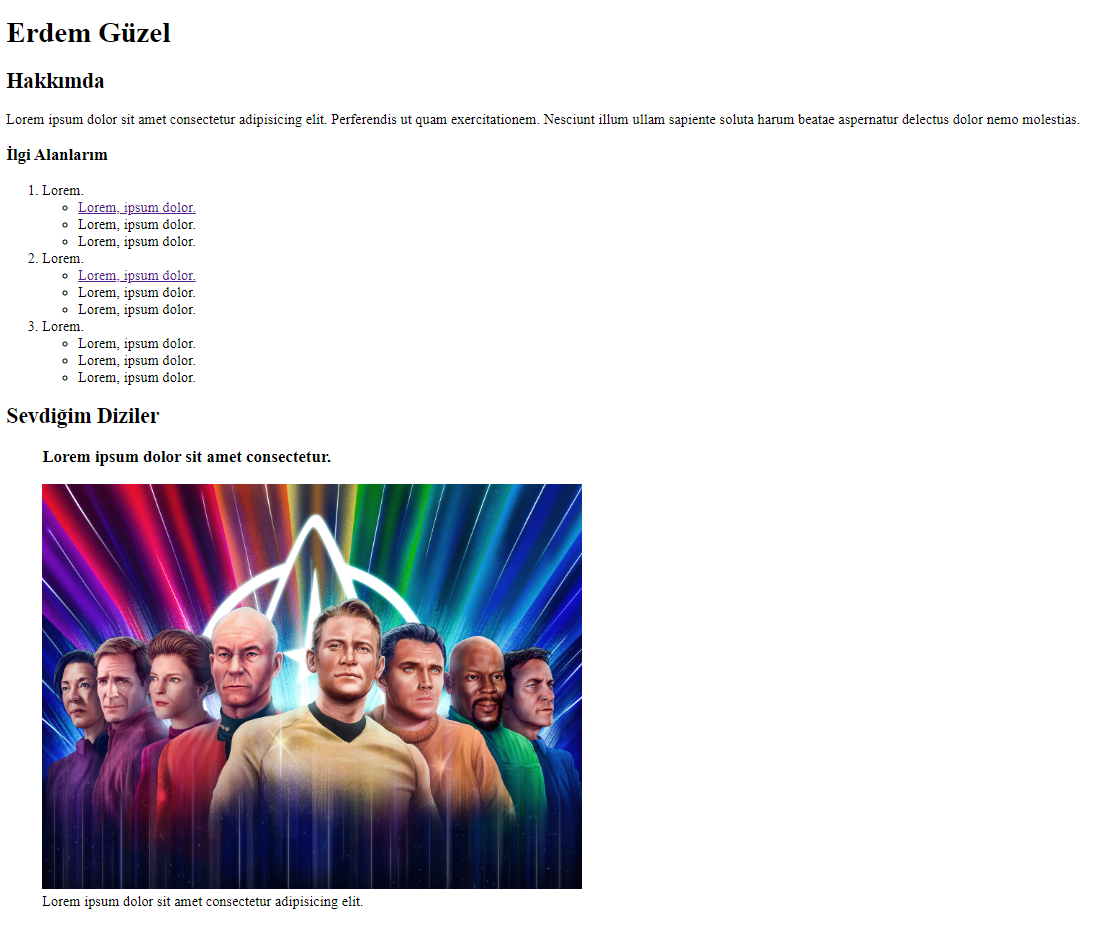 Erdem Güzel
Hakkımda
Lorem ipsum dolor sit amet consectetur adipisicing elit. Perferendis ut quam exercitationem. Nesciunt illum ullam sapiente soluta harum beatae aspernatur delectus dolor nemo molestias.
İlgi Alanlarım
1. Lorem.
◦ Lorem, ipsum dolor.
◦ Lorem, ipsum dolor.
◦ Lorem, ipsum dolor.
2. Lorem.
◦ Lorem, ipsum dolor.
◦ Lorem, ipsum dolor.
◦ Lorem, ipsum dolor.
3. Lorem.
◦ Lorem, ipsum dolor.
◦ Lorem, ipsum dolor.
◦ Lorem, ipsum dolor.
Sevdiğim Diziler
Lorem ipsum dolor sit amet consectetur.
Lorem ipsum dolor sit amet consectetur adipisicing elit.